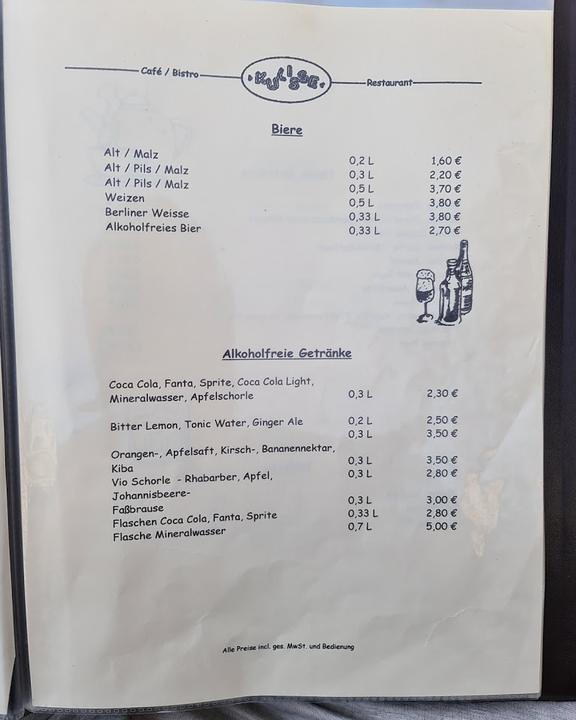 Café / Bistro KULISSE Restaurant
Biere
Alt / Malz 0,2 L 1,60 €
Alt / Pils / Malz 0,3 L 2,20 €
Alt / Pils / Malz 0,5 L 3,70 €
Weizen 0,5 L 3,80 €
Berliner Weisse 0,33 L 3,80 €
Alkoholfreies Bier 0,33 L 2,70 €
Alkoholfreie Getränke
Coca Cola, Fanta, Sprite, Coca Cola Light,
Mineralwasser, Apfelschorle 0,3 L 2,30 €
Bitter Lemon, Tonic Water, Ginger Ale 0,2 L 2,50 €
0,3 L 3,50 €
Orangen-, Apfelsaft, Kirsch-, Bananennektar,
Kiba 0,3 L 3,50 €
Vio Schorle - Rhabarber, Apfel, 0,3 L 2,80 €
Johannisbeere-
Faßbrause 0,3 L 3,00 €
Flaschen Coca Cola, Fanta, Sprite 0,33 L 2,80 €
Flasche Mineralwasser 0,7 L 5,00 €
Alle Preise incl. ges. MwSt. und Bedienung